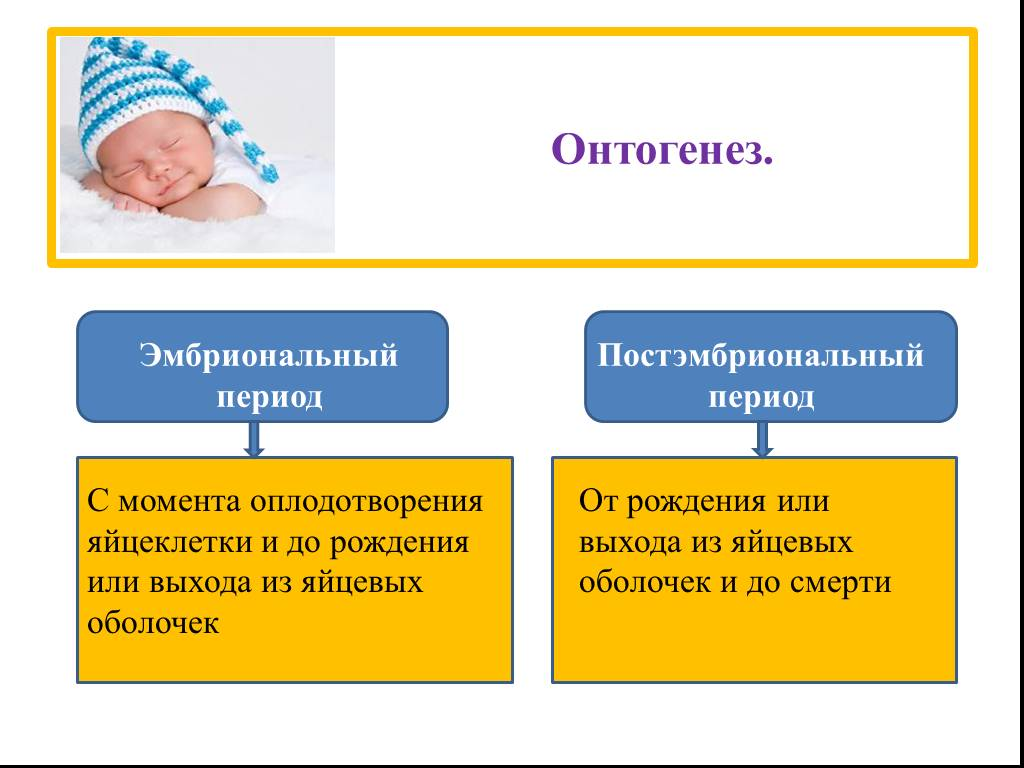 Онтогенез.
Эмбриональный
период
Постэмбриональный
период
С момента оплодотворения
яйцеклетки и до рождения
или выхода из яйцевых
оболочек
От рождения или
выхода из яйцевых
оболочек и до смерти